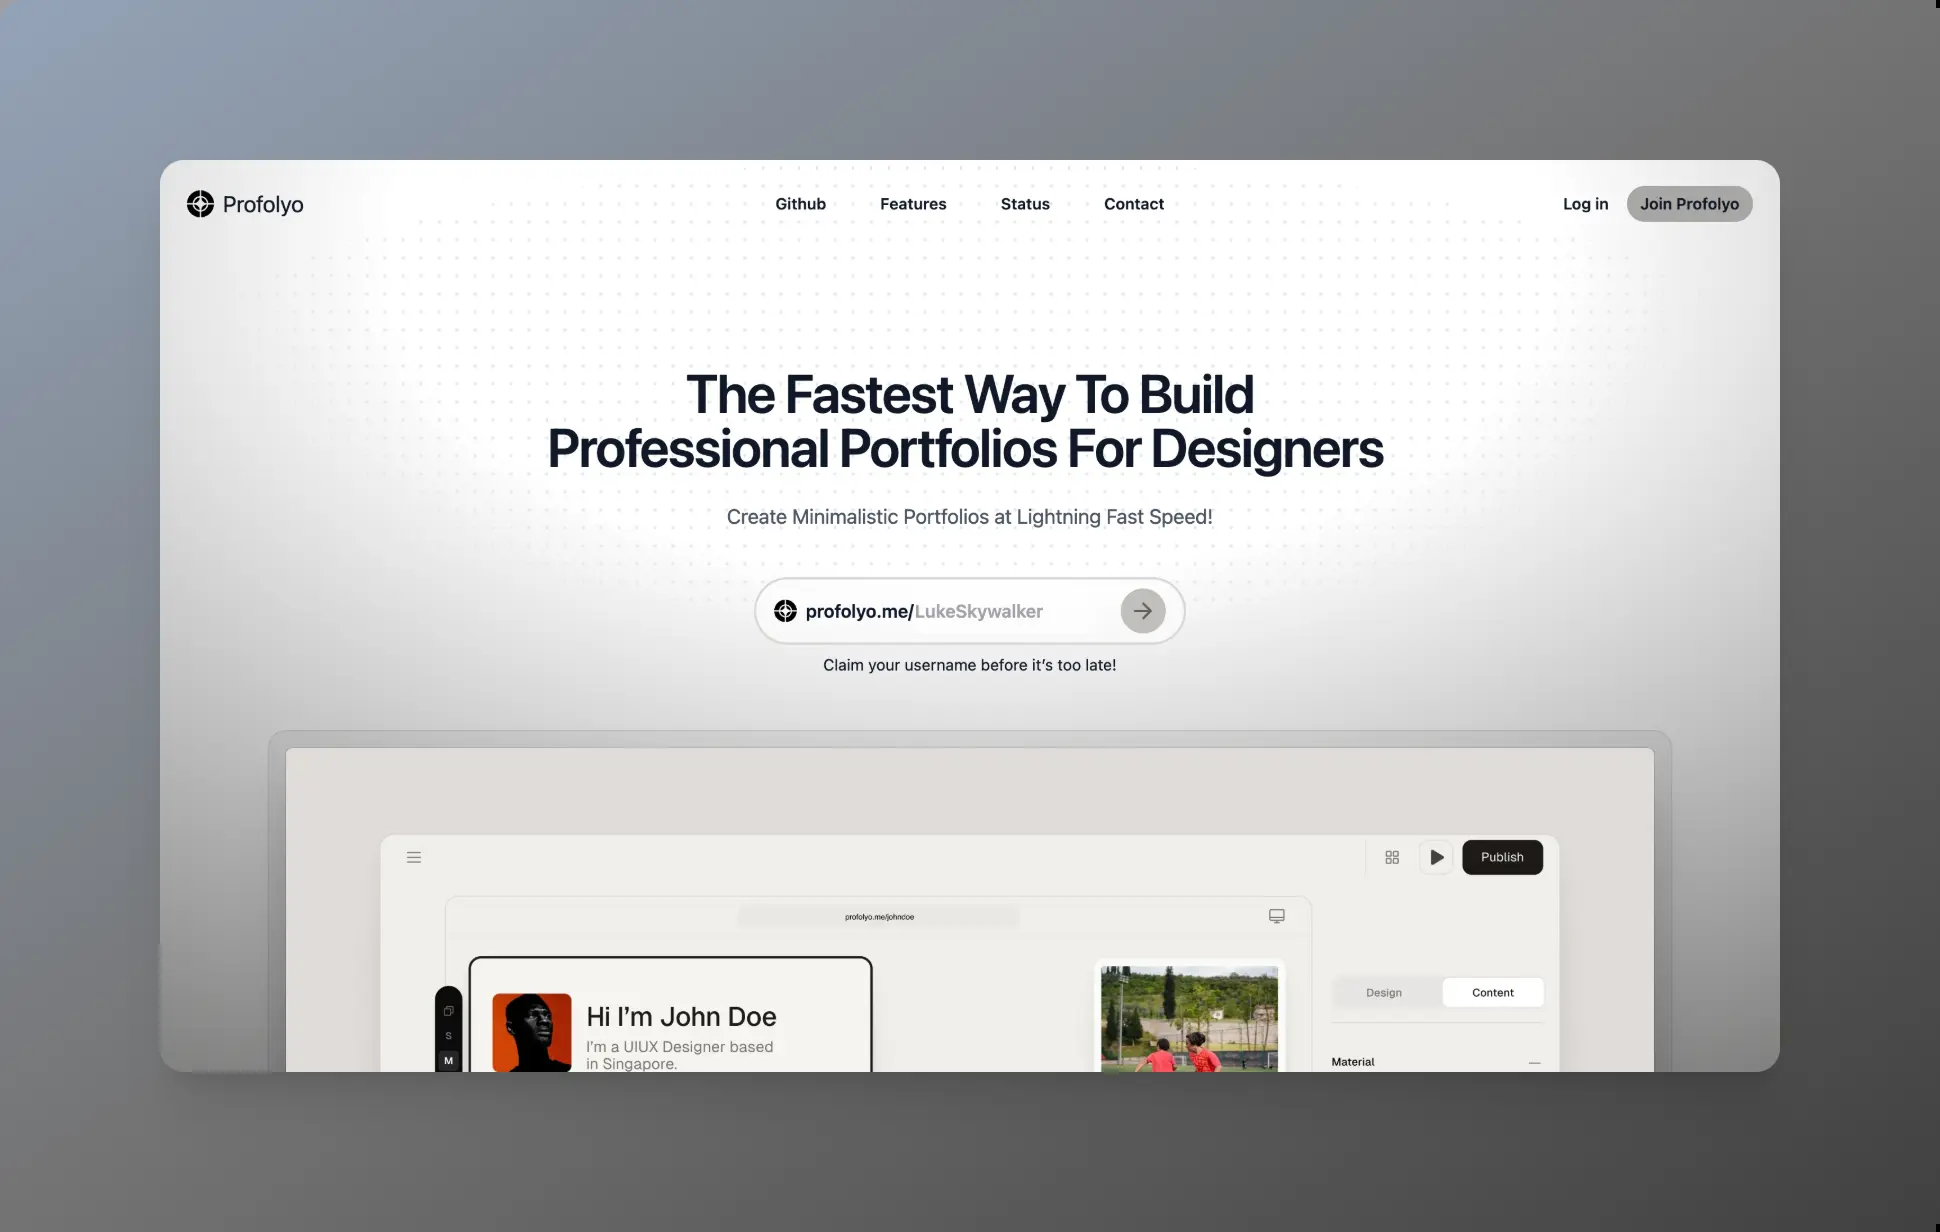 Profolyo
Github
Features
Status
Contact
Log in
Join Profolyo
The Fastest Way To Build
Professional Portfolios For Designers
Create Minimalistic Portfolios at Lightning Fast Speed!
profolyo.me/LukeSkywalker
Claim your username before it’s too late!
Publish
profolyo.me/johndoe
Design
Content
Hi I’m John Doe
I’m a UIUX Designer based
in Singapore.
S
M
Material